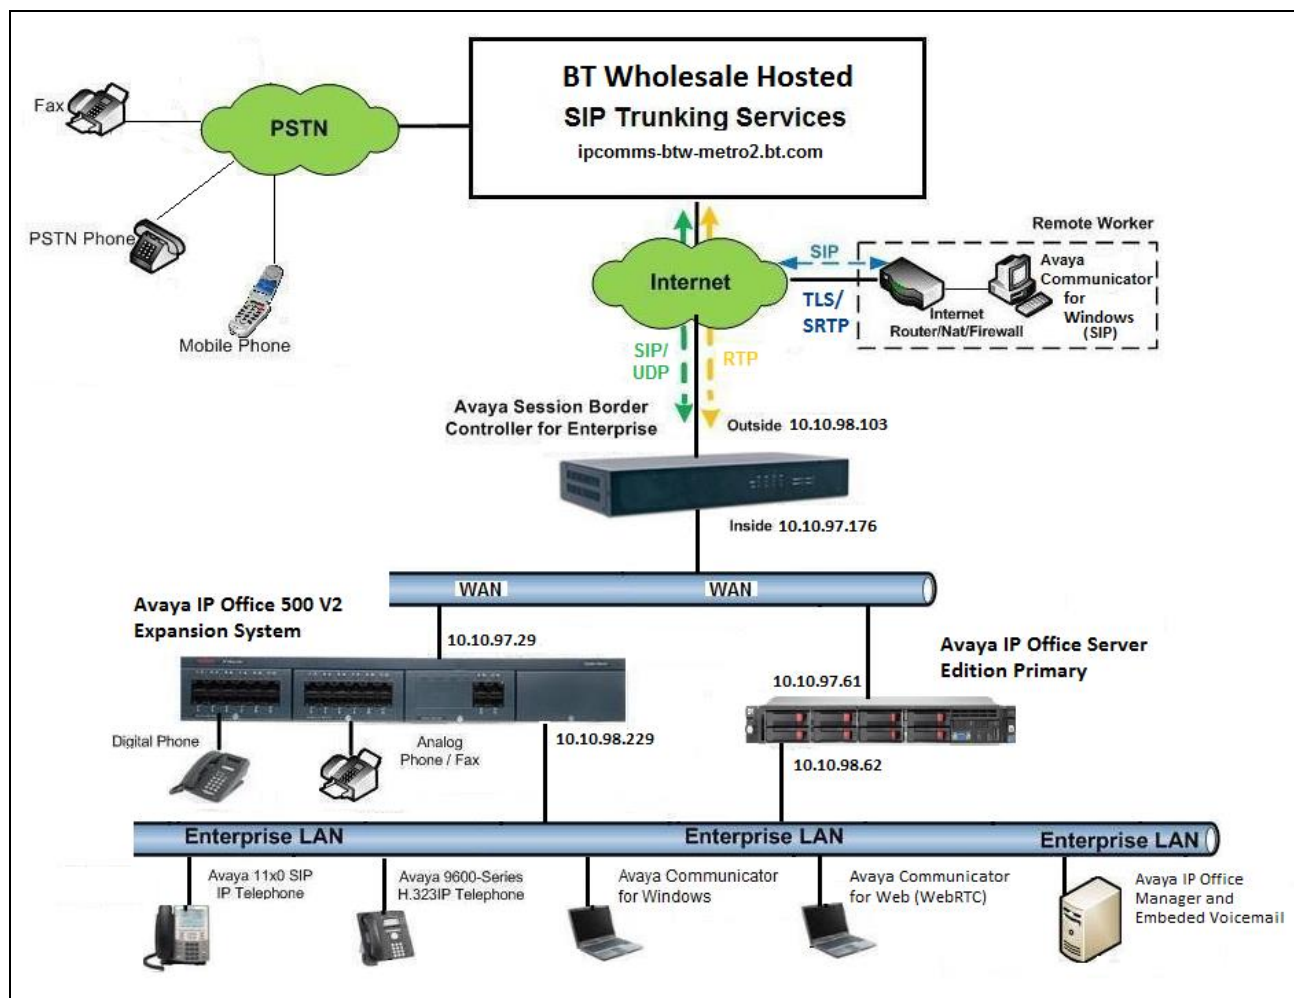 BT Wholesale Hosted
SIP Trunking Services
ipcomms-btw-metro2.bt.com
Fax
PSTN
PSTN Phone
Mobile Phone
Internet
SIP
TLS/
SRTP
Remote Worker
Avaya
Communicator
for
Windows
(SIP)
Internet
Router/Nat/Firewall
SIP/
UDP
RTP
Avaya Session Border
Controller for Enterprise
Outside 10.10.98.103
Inside 10.10.97.176
WAN
WAN
Avaya IP Office 500 V2
Expansion System
10.10.97.29
Avaya IP Office Server
Edition Primary
10.10.97.61
Digital Phone
Analog
Phone / Fax
10.10.98.229
10.10.98.62
Enterprise LAN
Enterprise LAN
Enterprise LAN
Avaya 11x0 SIP
IP Telephone
Avaya 9600-Series
H.323IP Telephone
Avaya Communicator
for Windows
Avaya Communicator
for Web (WebRTC)
Avaya IP Office
Manager and
Embeded Voicemail